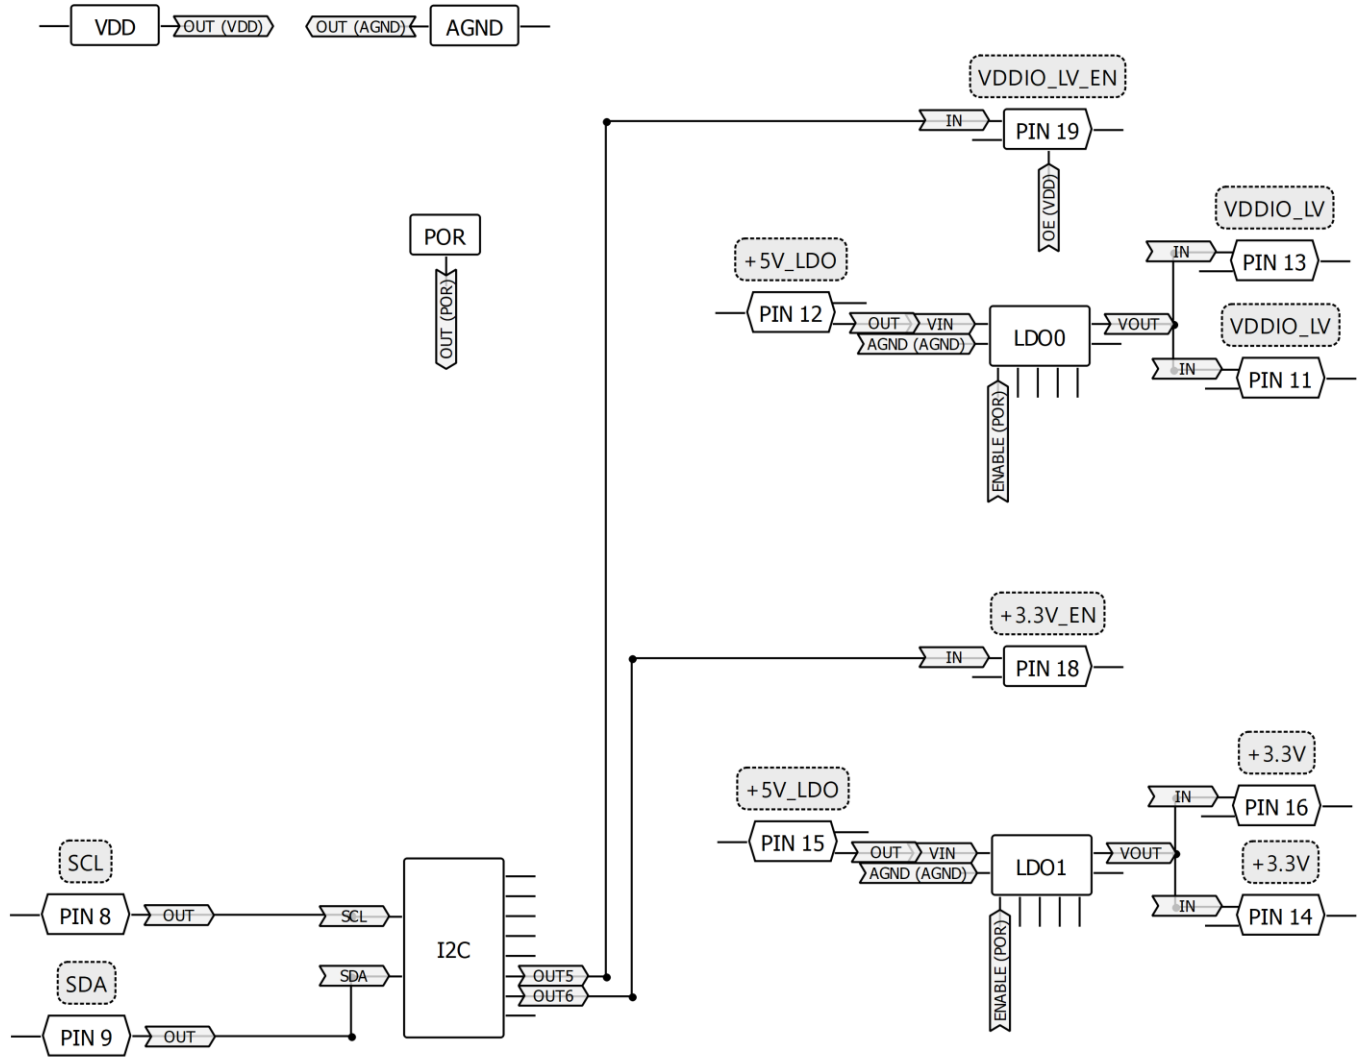 VDD
OUT (VDD)
OUT (AGND)
AGND
VDDIO_LV_EN
IN
PIN 19
OE (VDD)
VDDIO_LV
IN
PIN 13
POR
OUT (POR)
+5V_LDO
PIN 12
OUT
VIN
AGND (AGND)
LDO0
VOUT
ENABLE (POR)
VDDIO_LV
IN
PIN 11
+3.3V_EN
IN
PIN 18
+3.3V
IN
PIN 16
+5V_LDO
PIN 15
OUT
VIN
AGND (AGND)
LDO1
VOUT
ENABLE (POR)
+3.3V
IN
PIN 14
SCL
PIN 8
OUT
SCL
I2C
SDA
OUT5
OUT6
SDA
PIN 9
OUT